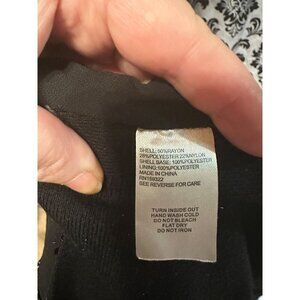 SHELL: 50%RAYON
28%POLYESTER 22%NYLON
SHELL BASE: 100%POLYESTER
LINING: 100%POLYESTER
MADE IN CHINA
RN169322
SEE REVERSE FOR CARE
TURN INSIDE OUT
HAND WASH COLD
DO NOT BLEACH
FLAT DRY
DO NOT IRON